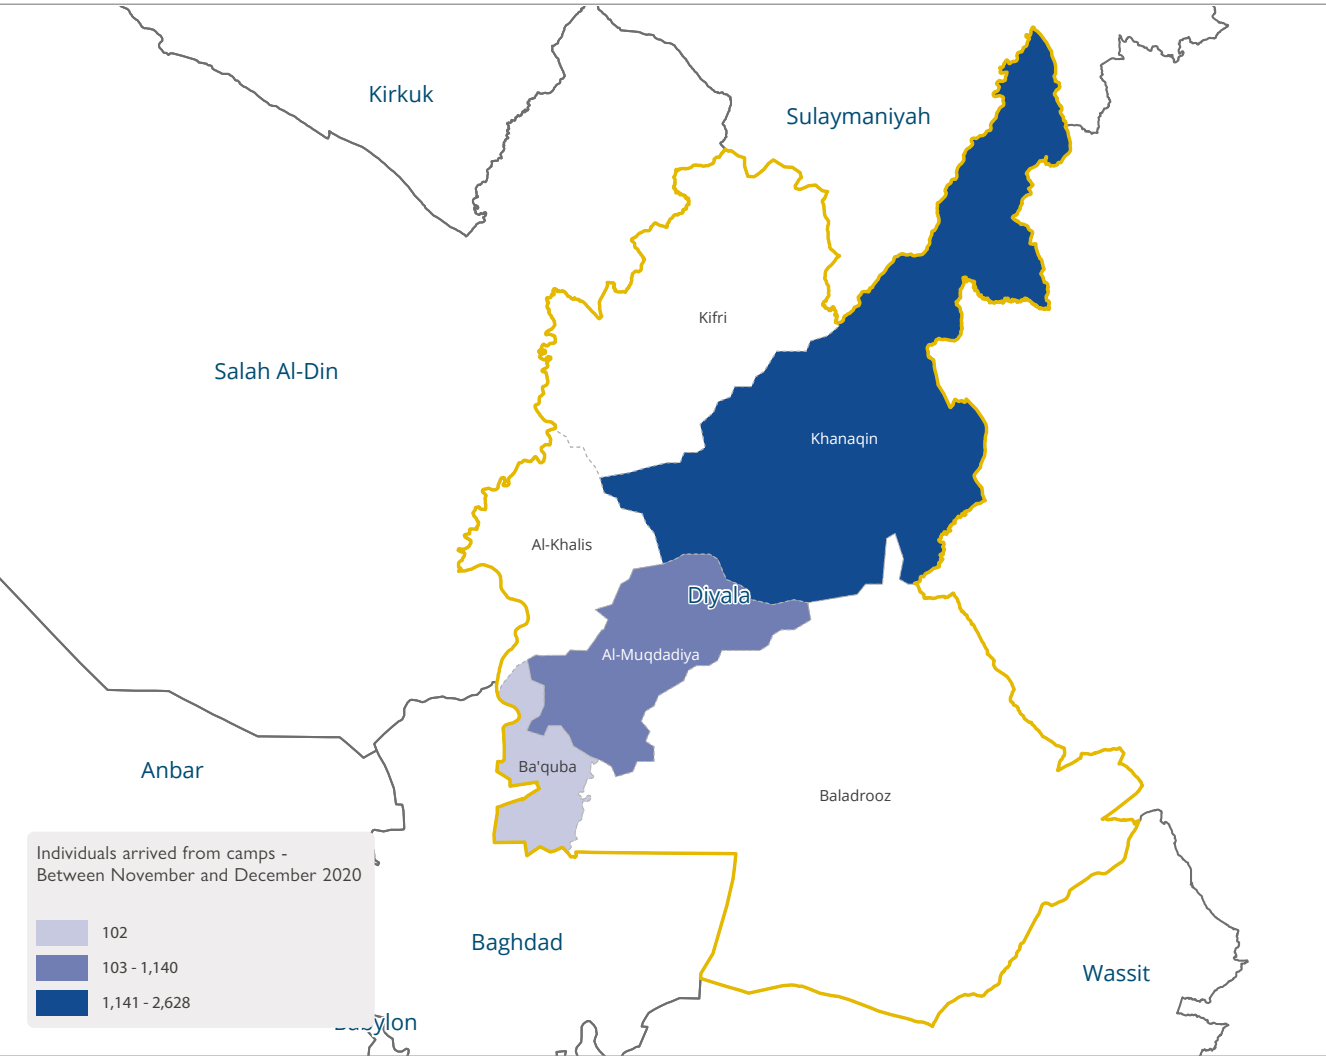 Kirkuk
Sulaymaniyah
Kifri
Salah Al-Din
Khanaqin
Al-Khalis
Diyala
Al-Muqdadiya
Ba'quba
Anbar
Baladrooz
Individuals arrived from camps -
Between November and December 2020
102
103 - 1,140
1,141 - 2,628
Baghdad
Wassit
Babylon